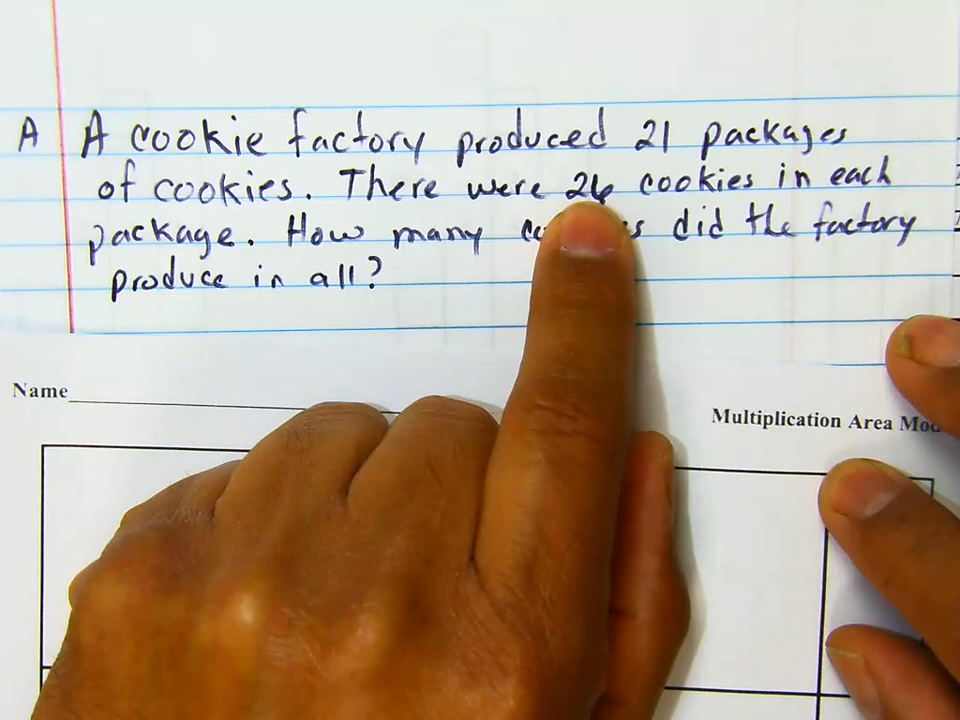 A A cookie factory produced 21 packages
of cookies. There were 26 cookies in each
package. How many did the factory
produce in all?
Name
Multiplication Area